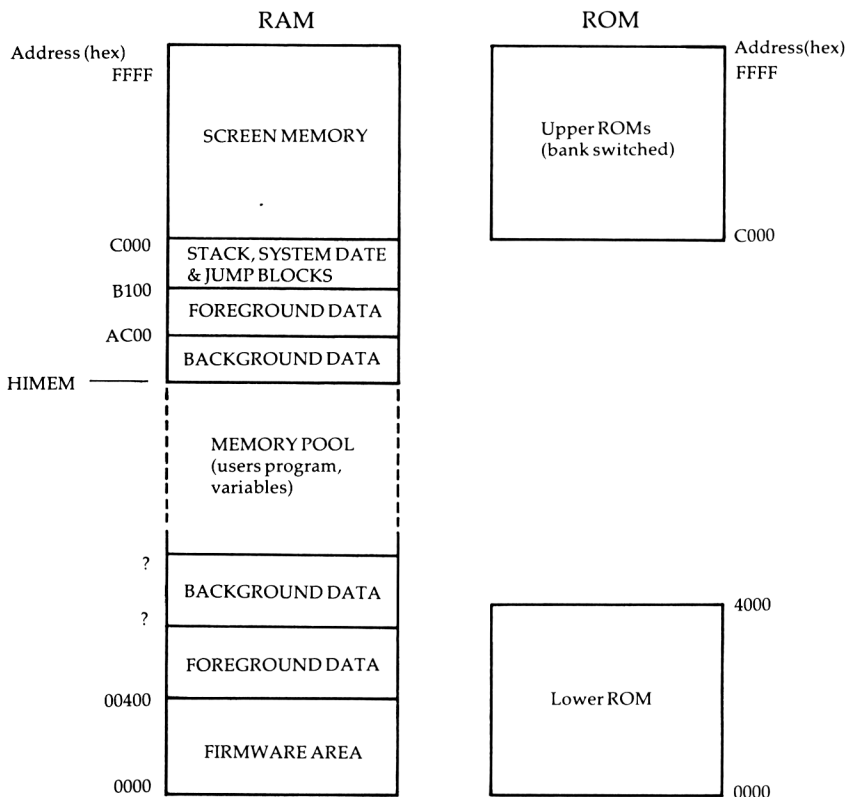 RAM
ROM
Address (hex)
FFFF
Address(hex)
FFFF
SCREEN MEMORY
Upper ROMs
(bank switched)
C000
C000
STACK, SYSTEM DATE
& JUMP BLOCKS
B100
FOREGROUND DATA
AC00
BACKGROUND DATA
HIMEM
MEMORY POOL
(users program,
variables)
?
BACKGROUND DATA
4000
?
FOREGROUND DATA
00400
Lower ROM
FIRMWARE AREA
0000
0000